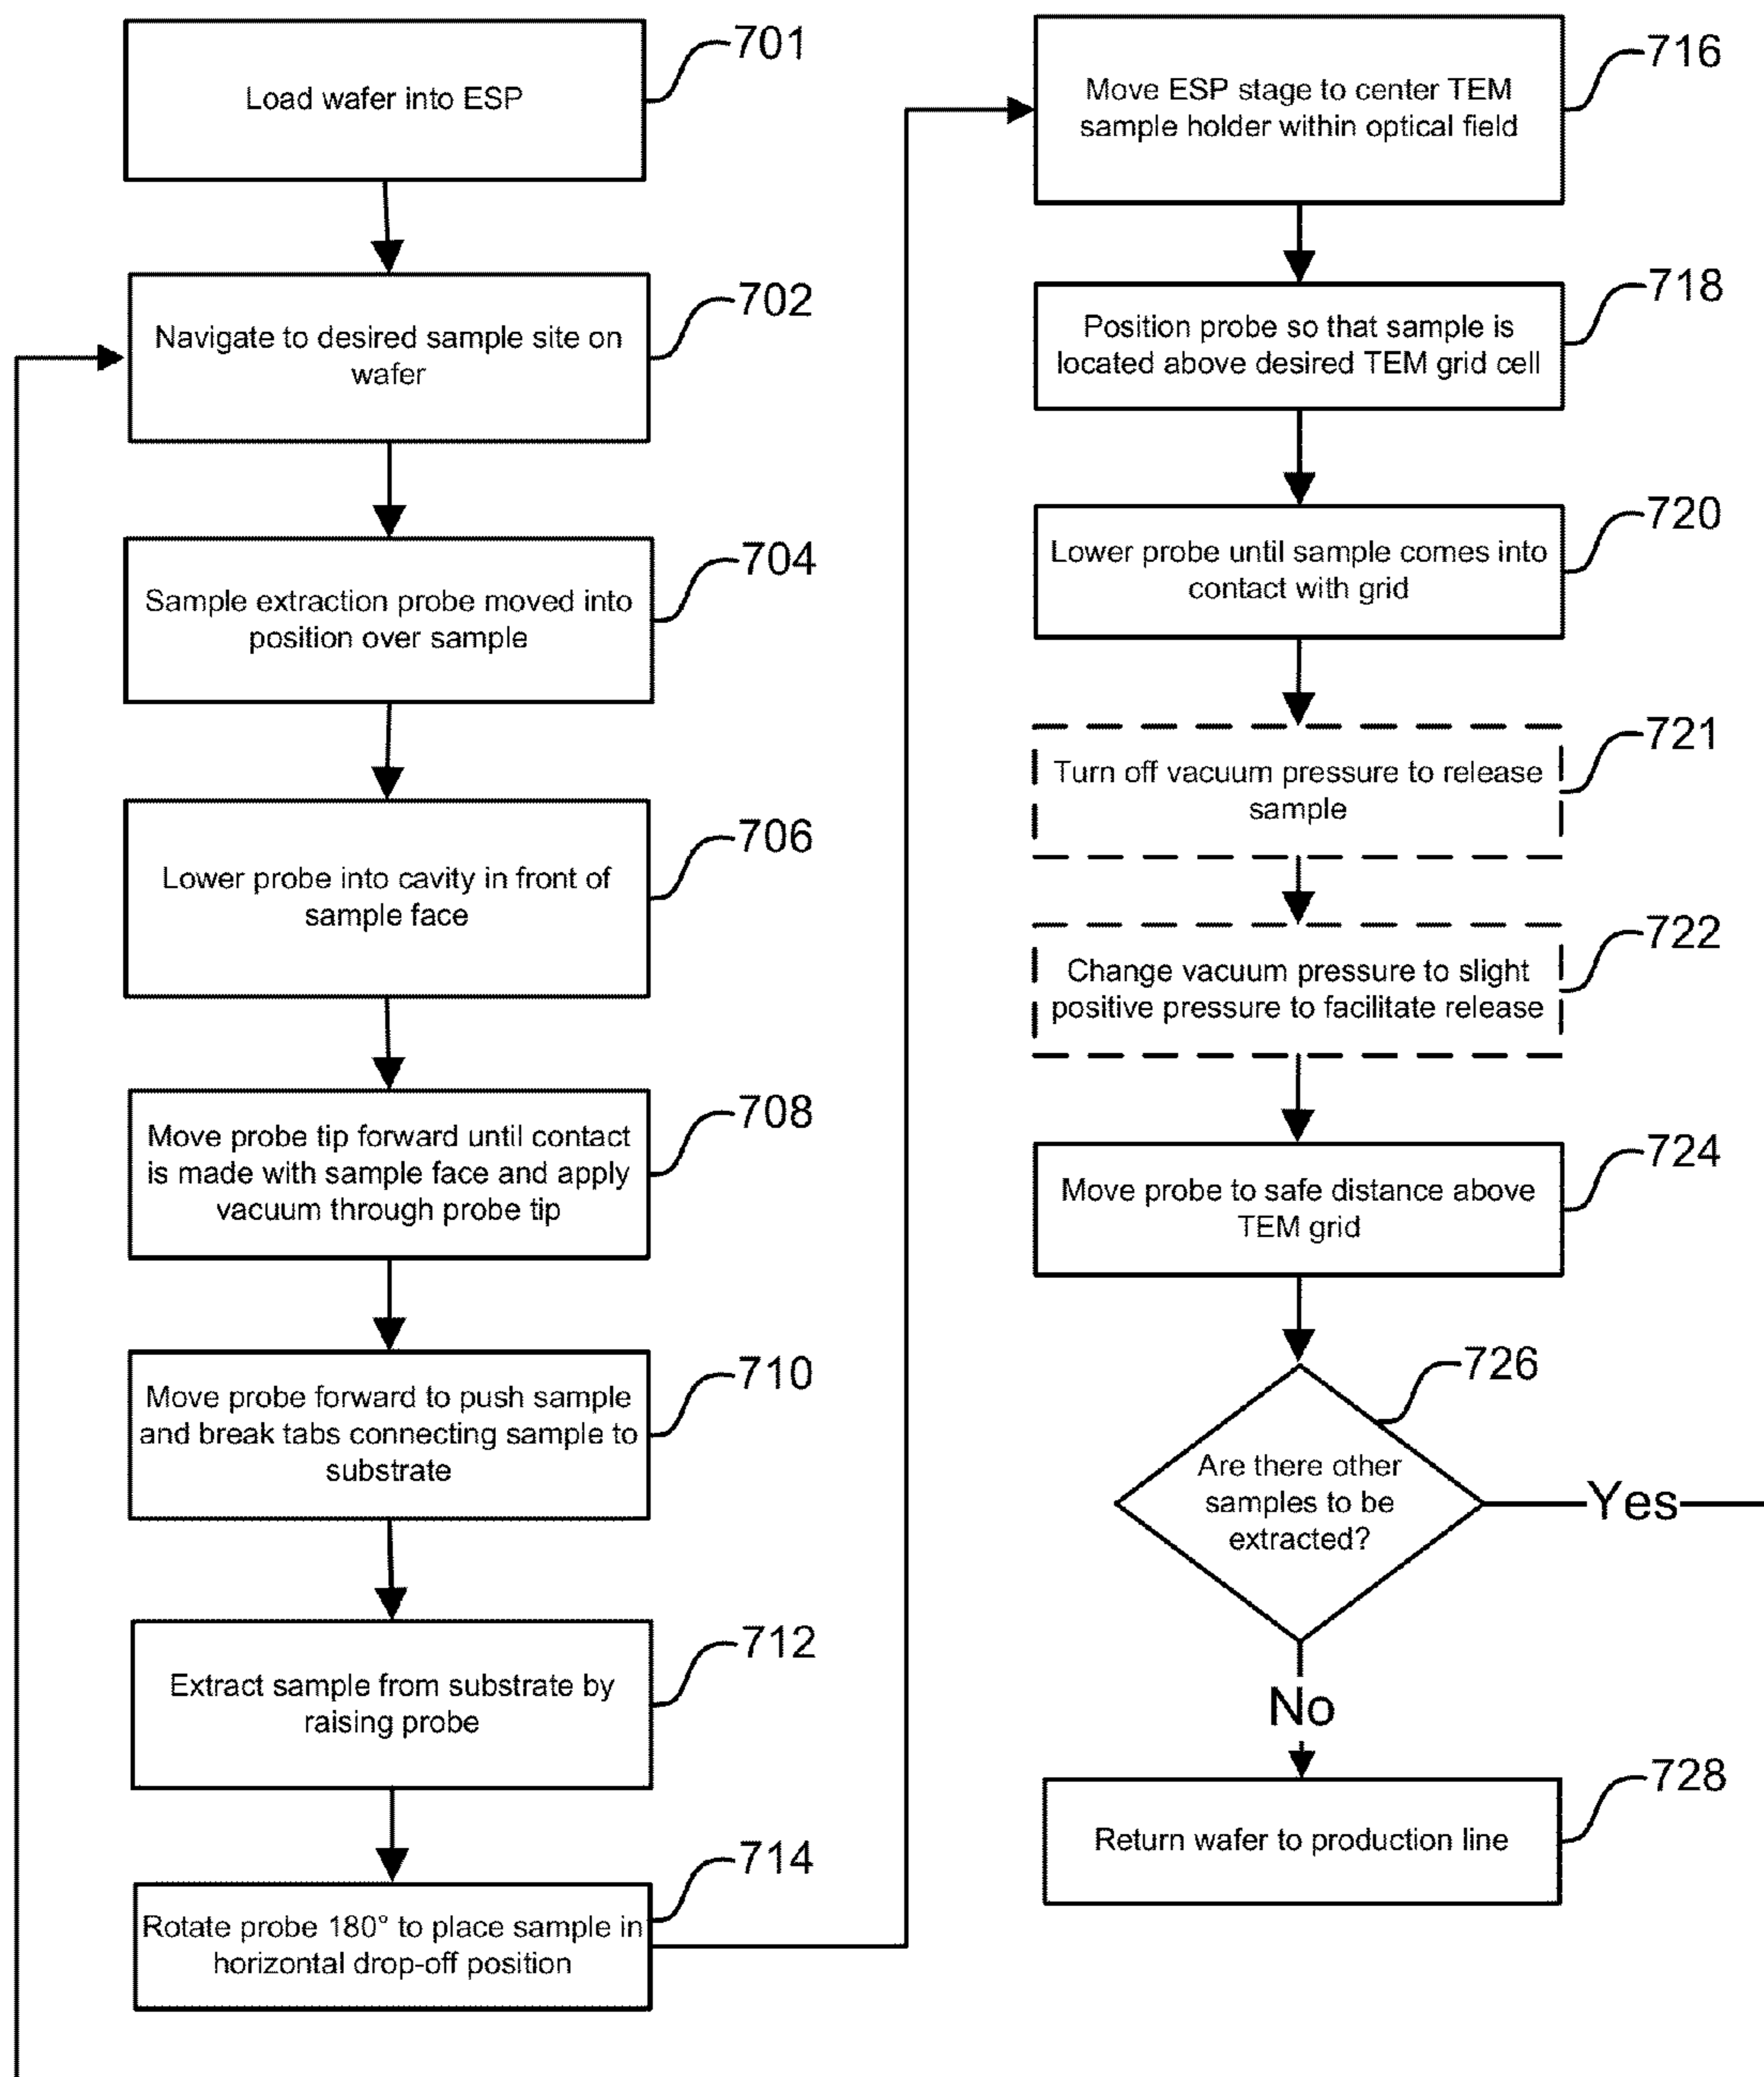 Load wafer into ESP
701
Navigate to desired sample site on
wafer
702
Sample extraction probe moved into
position over sample
704
Lower probe into cavity in front of
sample face
706
Move probe tip forward until contact
is made with sample face and apply
vacuum through probe tip
708
Move probe forward to push sample
and break tabs connecting sample to
substrate
710
Extract sample from substrate by
raising probe
712
Rotate probe 180° to place sample in
horizontal drop-off position
714
Move ESP stage to center TEM
sample holder within optical field
716
Position probe so that sample is
located above desired TEM grid cell
718
Lower probe until sample comes into
contact with grid
720
Turn off vacuum pressure to release
sample
721
Change vacuum pressure to slight
positive pressure to facilitate release
722
Move probe to safe distance above
TEM grid
724
Are there other
samples to be
extracted?
726
Yes
No
Return wafer to production line
728